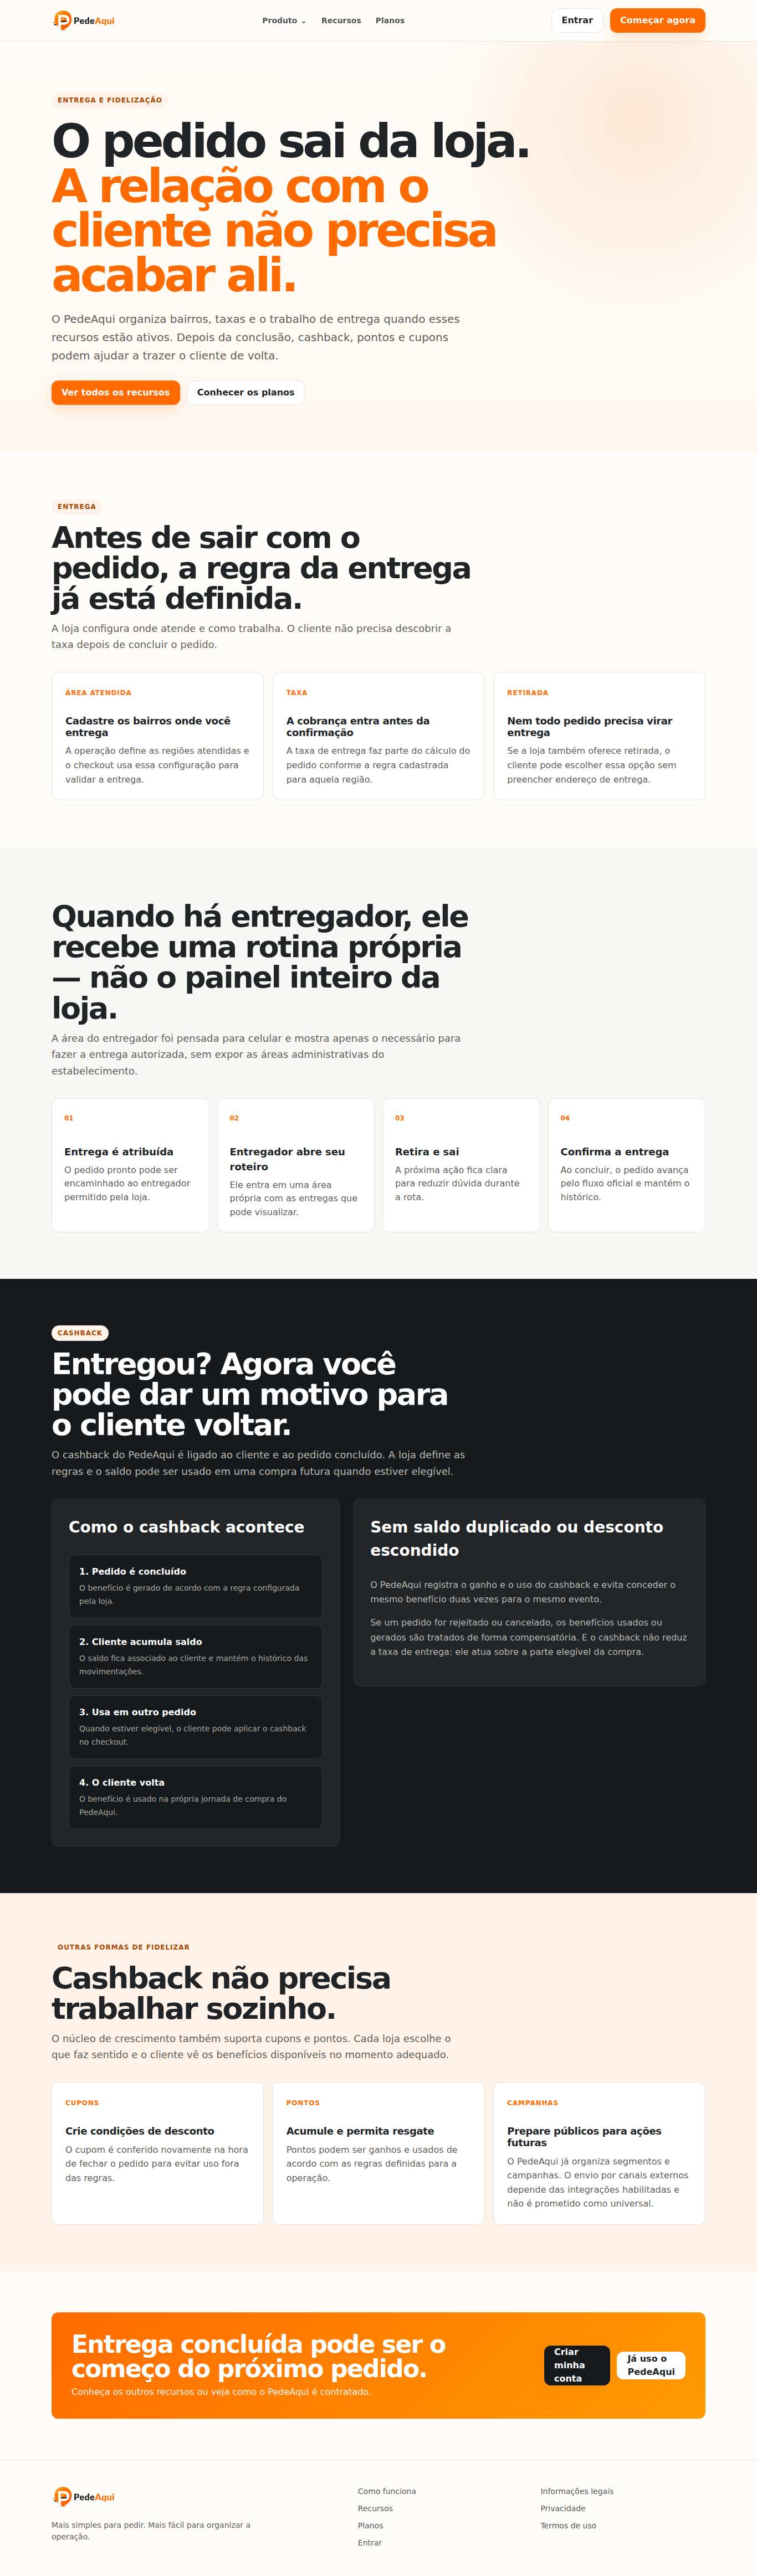 PedeAqui
Produto
Recursos
Planos
Entrar
Começar agora
ENTREGA E FIDELIZAÇÃO
O pedido sai da loja.
A relação com o
cliente não precisa
acabar ali.
O PedeAqui organiza bairros, taxas e o trabalho de entrega quando esses
recursos estão ativos. Depois da conclusão, cashback, pontos e cupons
podem ajudar a trazer o cliente de volta.
Ver todos os recursos
Conhecer os planos
ENTREGA
Antes de sair com o
pedido, a regra da entrega
já está definida.
A loja configura onde atende e como trabalha. O cliente não precisa descobrir a
taxa depois de concluir o pedido.
ÁREA ATENDIDA
Cadastre os bairros onde você
entrega
A operação define as regiões atendidas e
o checkout usa essa configuração para
validar a entrega.
TAXA
A cobrança entra antes da
confirmação
A taxa de entrega faz parte do cálculo do
pedido conforme a regra cadastrada
para aquela região.
RETIRADA
Nem todo pedido precisa virar
entrega
Se a loja também oferece retirada, o
cliente pode escolher essa opção sem
preencher endereço de entrega.
Quando há entregador, ele
recebe uma rotina própria
— não o painel inteiro da
loja.
A área do entregador foi pensada para celular e mostra apenas o necessário para
fazer a entrega autorizada, sem expor as áreas administrativas do
estabelecimento.
01
Entrega é atribuída
O pedido pronto pode ser
encaminhado ao entregador
permitido pela loja.
02
Entregador abre seu
roteiro
Ele entra em uma área
própria com as entregas que
pode visualizar.
03
Retira e sai
A próxima ação fica clara
para reduzir dúvida durante
a rota.
04
Confirma a entrega
Ao concluir, o pedido avança
pelo fluxo oficial e mantém o
histórico.
CASHBACK
Entregou? Agora você
pode dar um motivo para
o cliente voltar.
O cashback do PedeAqui é ligado ao cliente e ao pedido concluído. A loja define as
regras e o saldo pode ser usado em uma compra futura quando estiver elegível.
Como o cashback acontece
1. Pedido é concluído
O benefício é gerado de acordo com a regra configurada
pela loja.
2. Cliente acumula saldo
O saldo fica associado ao cliente e mantém o histórico das
movimentações.
3. Usa em outro pedido
Quando estiver elegível, o cliente pode aplicar o cashback
no checkout.
4. O cliente volta
O benefício é usado na própria jornada de compra do
PedeAqui.
Sem saldo duplicado ou desconto
escondido
O PedeAqui registra o ganho e o uso do cashback e evita conceder o
mesmo benefício duas vezes para o mesmo evento.
Se um pedido for rejeitado ou cancelado, os benefícios usados ou
gerados são tratados de forma compensatória. E o cashback não reduz
a taxa de entrega: ele atua sobre a parte elegível da compra.
OUTRAS FORMAS DE FIDELIZAR
Cashback não precisa
trabalhar sozinho.
O núcleo de crescimento também suporta cupons e pontos. Cada loja escolhe o
que faz sentido e o cliente vê os benefícios disponíveis no momento adequado.
CUPONS
Crie condições de desconto
O cupom é conferido novamente na hora
de fechar o pedido para evitar uso fora
das regras.
PONTOS
Acumule e permita resgate
Pontos podem ser ganhos e usados de
acordo com as regras definidas para a
operação.
CAMPANHAS
Prepare públicos para ações
futuras
O PedeAqui já organiza segmentos e
campanhas. O envio por canais externos
depende das integrações habilitadas e
não é prometido como universal.
Entrega concluída pode ser o
começo do próximo pedido.
Conheça os outros recursos ou veja como o PedeAqui é contratado.
Criar
minha
conta
Já uso o
PedeAqui
PedeAqui
Mais simples para pedir. Mais fácil para organizar a
operação.
Como funciona
Recursos
Planos
Entrar
Informações legais
Privacidade
Termos de uso